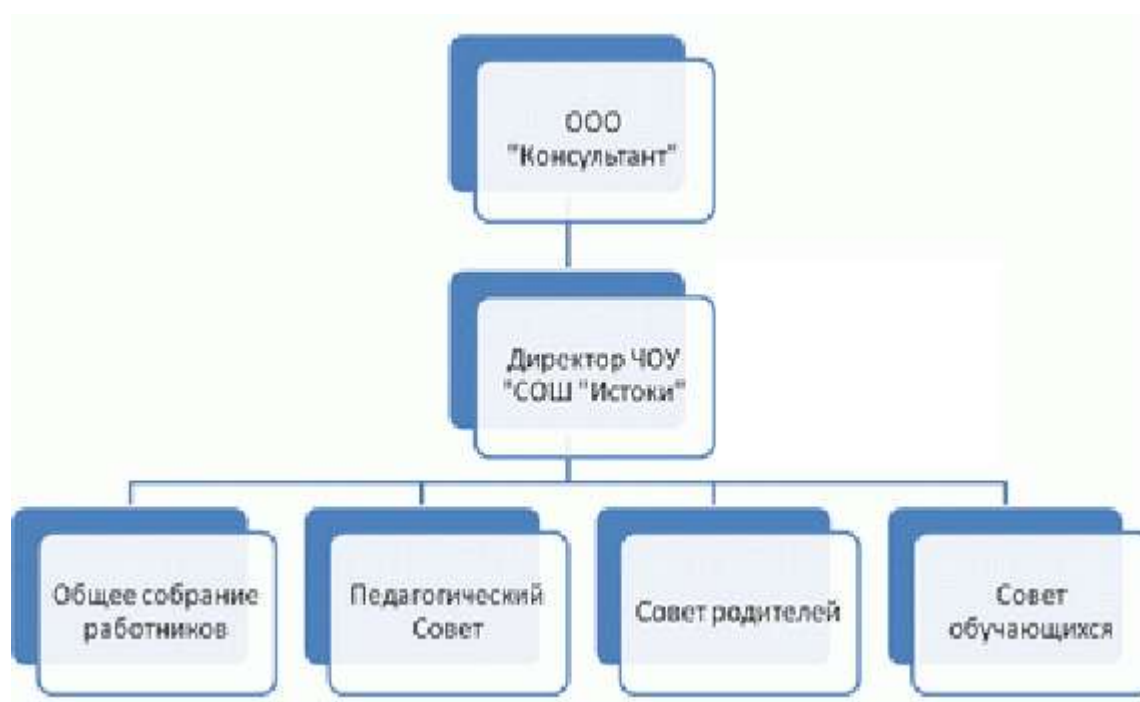 ООО
"Консультант"
Директор ЧОУ
"СОШ "Истоки"
Общее собрание
работников
Педагогический
Совет
Совет родителей
Совет
обучающихся